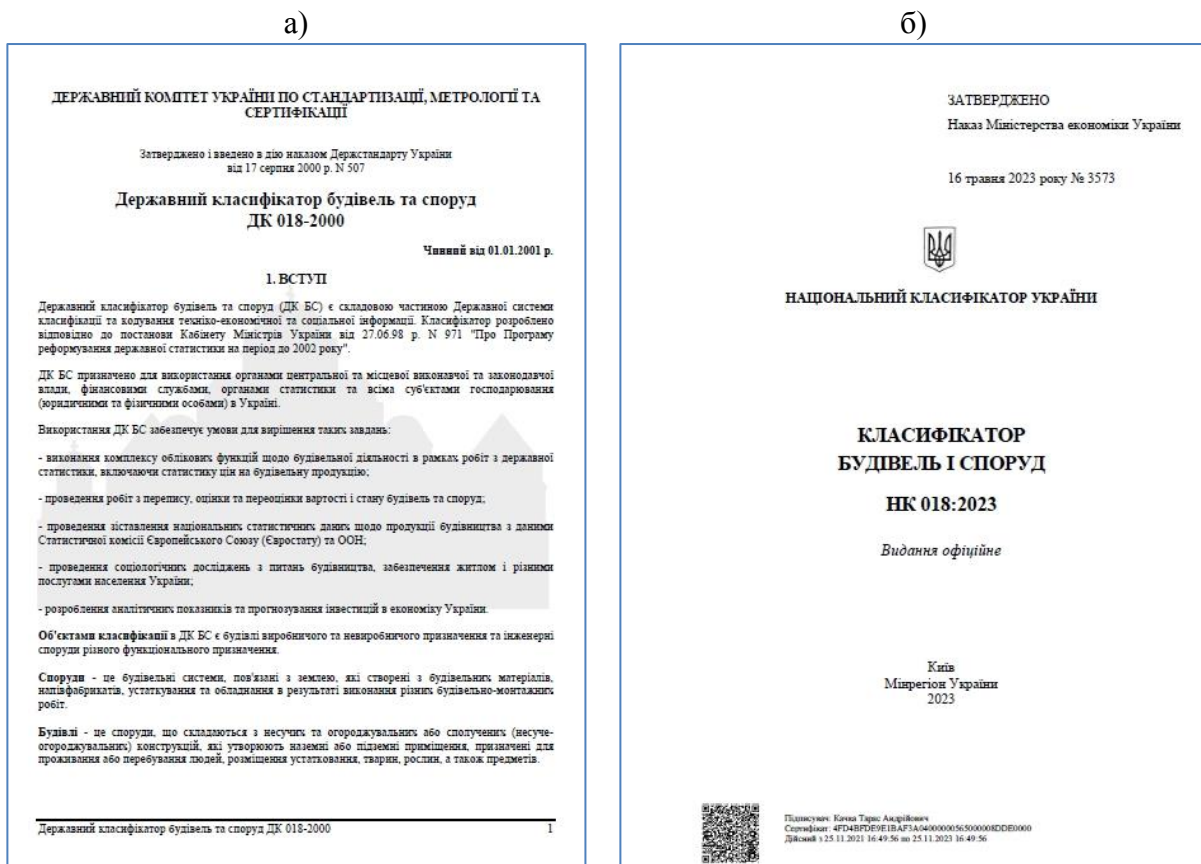 а)
ДЕРЖАВНИЙ КОМІТЕТ УКРАЇНИ ПО СТАНДАРТИЗАЦІЇ, МЕТРОЛОГІЇ ТА
СЕРТИФІКАЦІЇ
Затверджено і введено в дію наказом Держстандарту України
від 17 серпня 2000 р. N 507
Державний класифікатор будівель та споруд
ДК 018-2000
Чинний від 01.01.2001 р.
1. ВСТУП
Державний класифікатор будівель та споруд (ДК БС) є складовою частиною Державної системи
класифікації та кодування техніко-економічної та соціальної інформації. Класифікатор розроблено
відповідно до постанови Кабінету Міністрів України від 27.06.98 р. N 971 "Про Програму
реформування державної статистики на період до 2002 року".
ДК БС призначено для використання органами центральної та місцевої виконавчої та законодавчої
влади, фінансовими службами, органами статистики та всіма суб'єктами господарювання
(юридичними та фізичними особами) в Україні.
Використання ДК БС забезпечує умови для вирішення таких завдань:
- виконання комплексу облікових функцій щодо будівельної діяльності в рамках робіт з державної
статистики, включаючи статистику цін на будівельну продукцію;
- проведення робіт з перепису, оцінки та переоцінки вартості і стану будівель та споруд;
- проведення зіставлення національних статистичних даних щодо продукції будівництва з даними
Статистичної комісії Європейського Союзу (Євростату) та ООН;
- проведення соціологічних досліджень з питань будівництва, забезпечення житлом і різними
послугами населення України;
- розроблення аналітичних показників та прогнозування інвестицій в економіку України.
Об'єктами класифікації в ДК БС є будівлі виробничого та невиробничого призначення та інженерні
споруди різного функціонального призначення.
Споруди - це будівельні системи, пов'язані з землею, які створені з будівельних матеріалів,
напівфабрикатів, устаткування та обладнання в результаті виконання різних будівельно-монтажних
робіт.
Будівлі - це споруди, що складаються з несучих та огороджувальних або сполучених (несуче-
огороджувальних) конструкцій, які утворюють наземні або підземні приміщення, призначені для
проживання або перебування людей, розміщення устатковання, тварин, рослин, а також предметів.
Державний класифікатор будівель та споруд ДК 018-2000 1
б)
ЗАТВЕРДЖЕНО
Наказ Міністерства економіки України
16 травня 2023 року № 3573
НАЦІОНАЛЬНИЙ КЛАСИФІКАТОР УКРАЇНИ
КЛАСИФІКАТОР
БУДІВЕЛЬ І СПОРУД
НК 018:2023
Видання офіційне
Київ
Мінрегіон України
2023
Підписувач: Качка Тарас Андрійович
Сертифікат:
Дійсний з 25.11.2021 16:49:56 по 25.11.2023 16:49:56